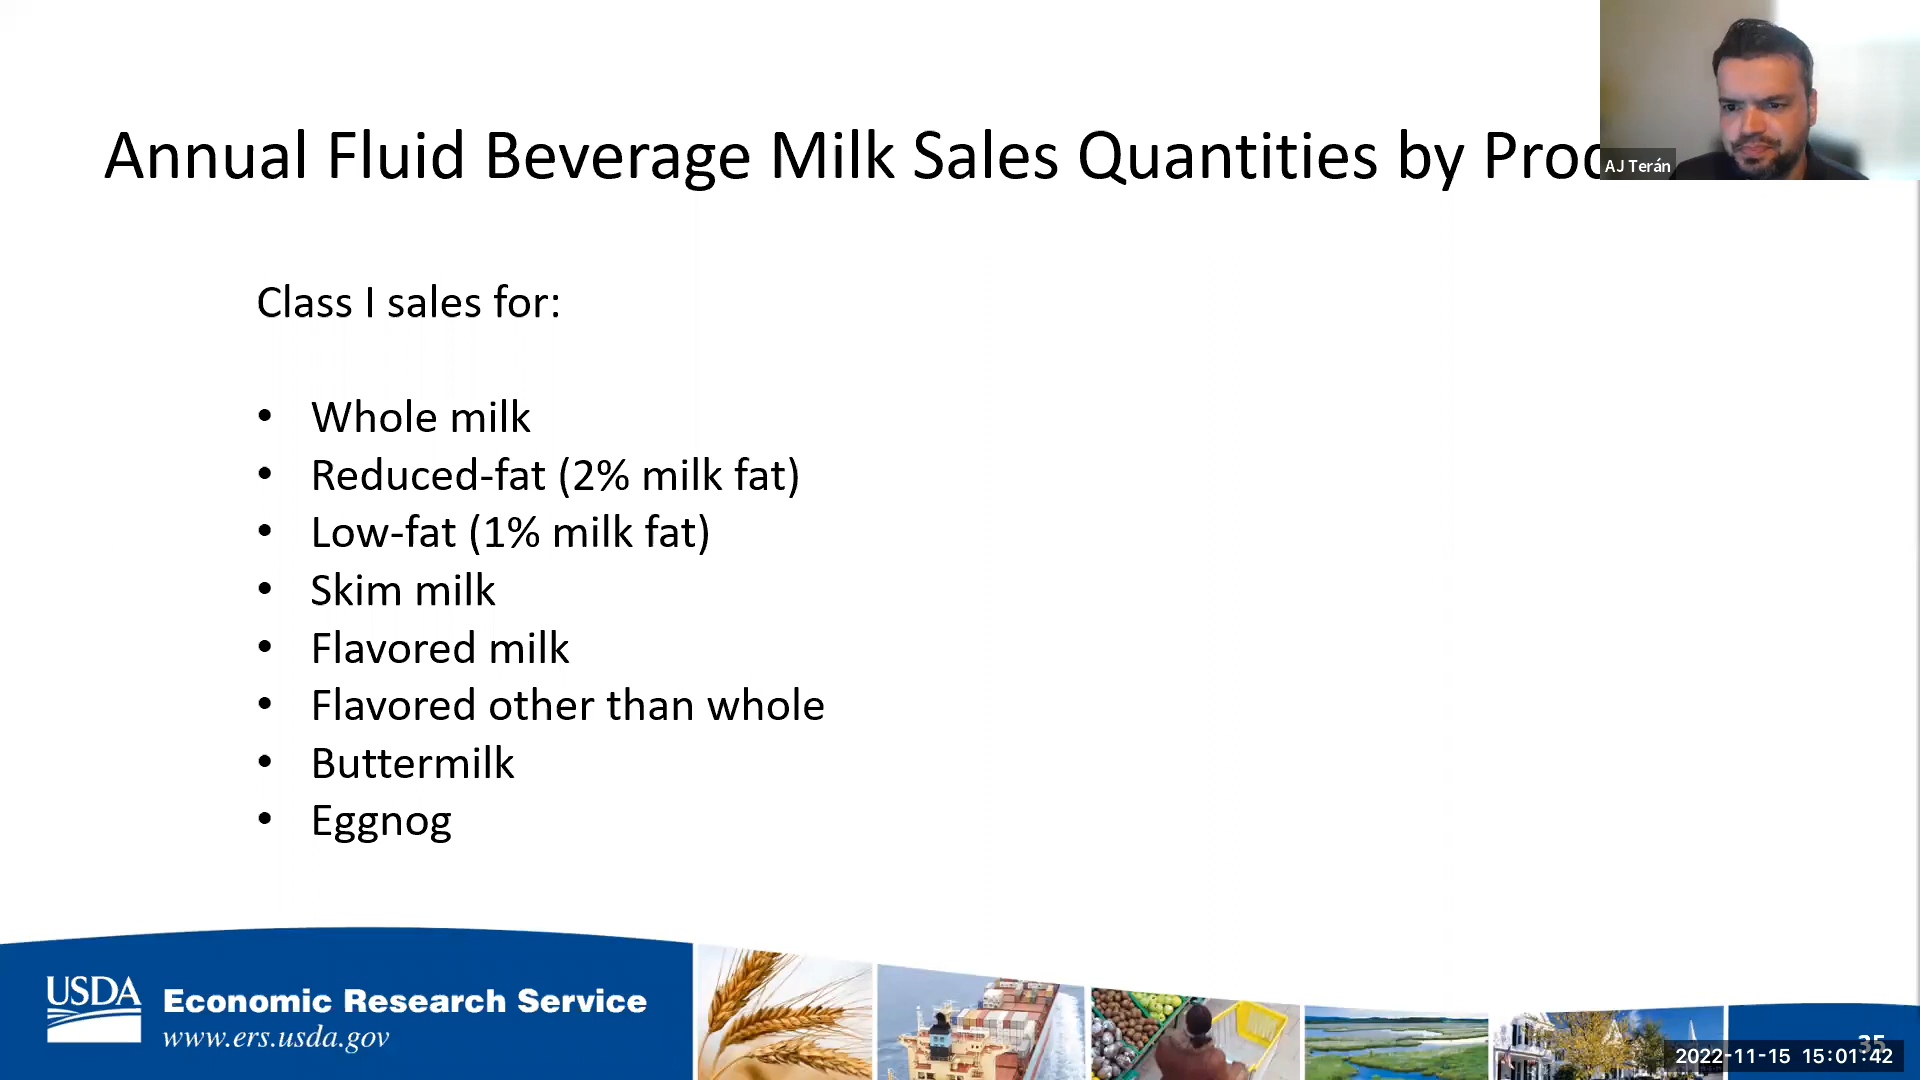 Annual Fluid Beverage Milk Sales Quantities by Prod
AJ Terán
Class I sales for:
• Whole milk
• Reduced-fat (2% milk fat)
• Low-fat (1% milk fat)
• Skim milk
• Flavored milk
• Flavored other than whole
• Buttermilk
• Eggnog
USDA
Economic Research Service
www.ers.usda.gov
35
2022-11-15 15:01:42